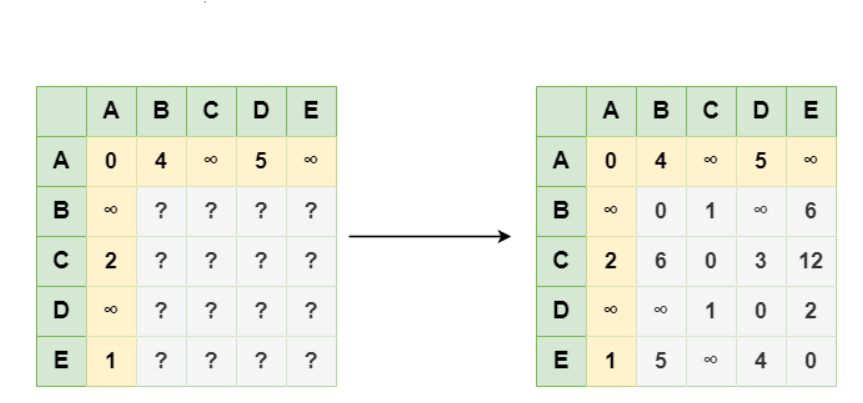 A B C D E
A 0 4 ∞ 5 ∞
B ∞ ? ? ? ?
C 2 ? ? ? ?
D ∞ ? ? ? ?
E 1 ? ? ? ?
A B C D E
A 0 4 ∞ 5 ∞
B ∞ 0 1 ∞ 6
C 2 6 0 3 12
D ∞ ∞ 1 0 2
E 1 5 ∞ 4 0